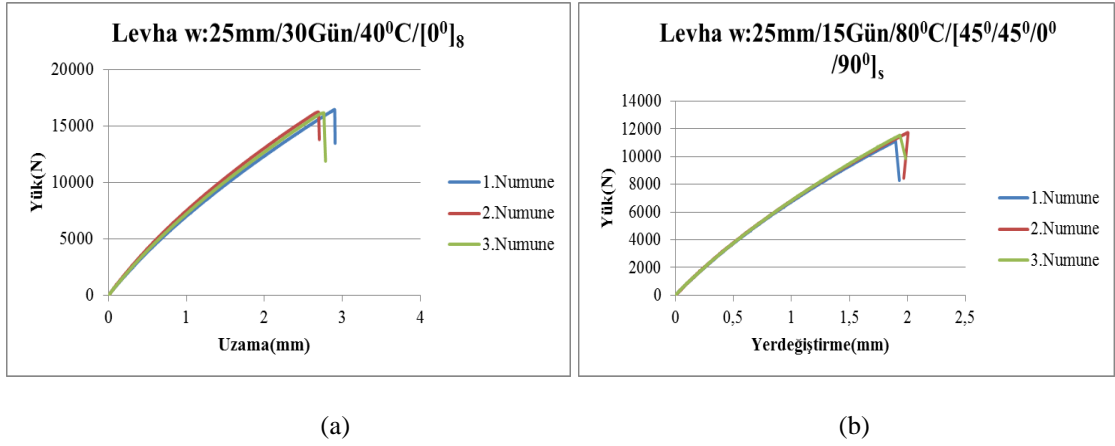 Levha w:25mm/30Gün/40⁰C/[0⁰]₈
20000
15000
10000
5000
0
Yük(N)
0 1 2 3 4
Uzama(mm)
1.Numune
2.Numune
3.Numune
Levha w:25mm/15Gün/80⁰C/[45⁰/45⁰/0⁰
/90⁰]ₛ
14000
12000
10000
8000
6000
4000
2000
0
Yük(N)
0 0,5 1 1,5 2 2,5
Yerdeğiştirme(mm)
1.Numune
2.Numune
3.Numune
(a) (b)